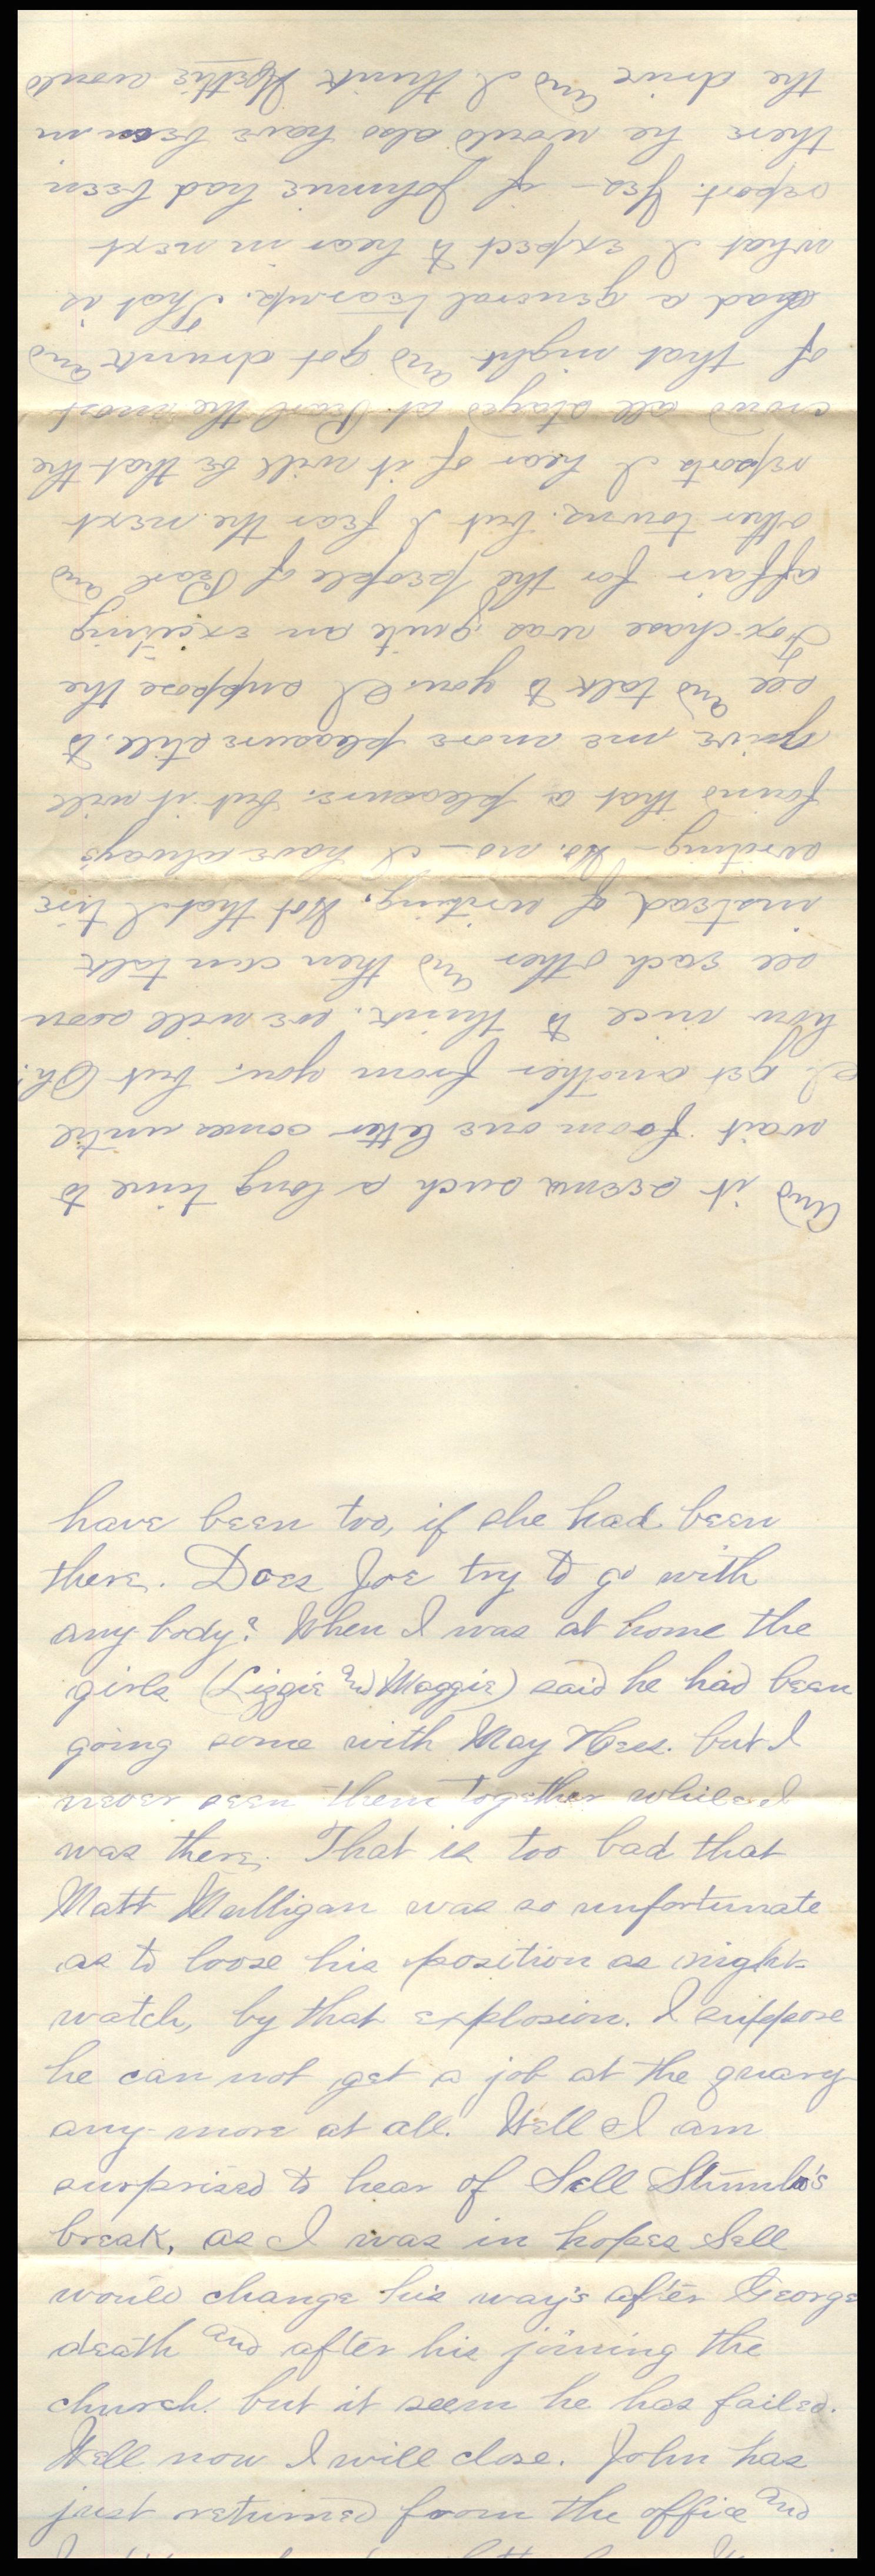 and it seems such a long time to
wait from one letter comes until
I get another from you, but Oh!
how nice to think, we will soon
see each other and then can talk
instead of writing. Not that I tire
writing – No. no – I have always
found that a pleasure, but it will
give me more pleasure still, to
see and talk to you. I suppose the
Fox-chase was quite an exciting
affair for the people of Pearl and
other towns. but I fear the next
reports I hear of it will be that the
crowd all stayed at Pearl the most
of that night and got drunk and
had a general tearup. That is
what I expect to hear in next
report. Yes – if Johnnie had been
there he would also have been in
the drive and I think Nettie would
have been too, if she had been
there. Does Joe try to go with
any body? When I was at home the
girls (Lizzie and Maggie) said he had been
going some with May Hess. but I
never seen them together while I
was there. That is too bad that
Matt Mulligan was so unfortunate
as to loose his position as night-
watch, by that explosion. I suppose
he can not get a job at the quary
any-more at all. Well I am
surprised to hear of Sell Stumbo's
break, as I was in hopes Sell
would change his way's after George
death and after his joining the
church. but it seem he has failed.
Well now I will close. John has
just returned from the office and